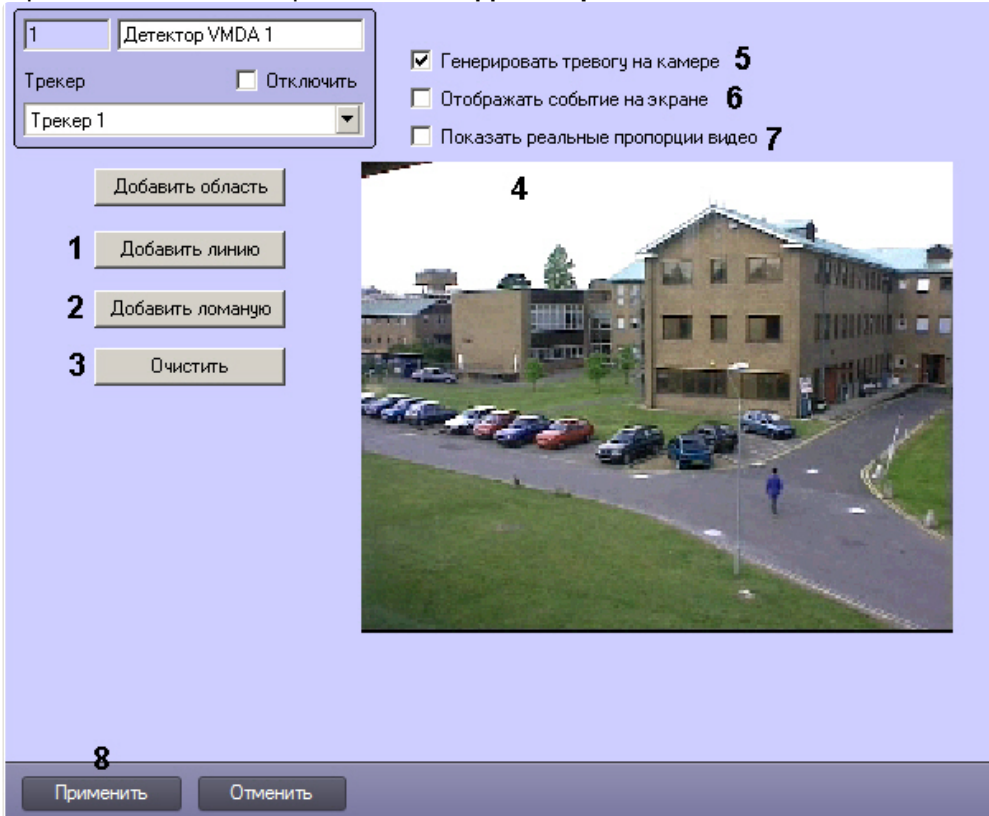 1 Детектор VMDA 1
Трекер Отключить
Трекер 1
Генерировать тревогу на камере 5
Отображать событие на экране 6
Показать реальные пропорции видео 7
Добавить область
1 Добавить линию
2 Добавить ломаную
3 Очистить
4
8
Применить Отменить